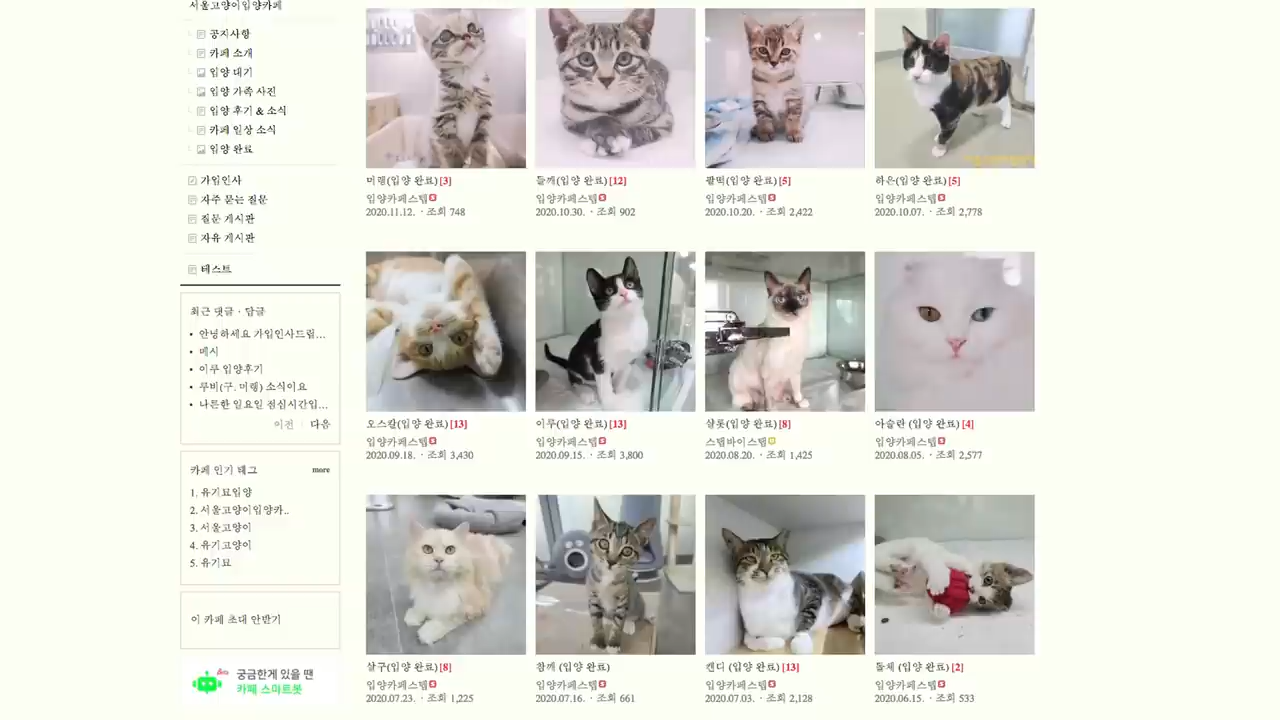 서울고양이입양카페
공지사항
카페 소개
입양 대기
입양 가족 사진
입양 후기 & 소식
카페 일상 소식
입양 완료
가입인사
자주 묻는 질문
질문 게시판
자유 게시판
테스트
최근 댓글 · 답글
안녕하세요 가입인사드립...
메시
이루 입양후기
루비(구. 머랭) 소식이요
나른한 일요일 점심시간입...
이전 다음
카페 인기 태그 more
1. 유기묘입양
2. 서울고양이입양카..
3. 서울고양이
4. 유기고양이
5. 유기묘
이 카페 초대 안받기
궁금한게 있을 땐
카페 스마트봇
머랭(입양 완료) [3]
입양카페스탭
2020.11.12. · 조회 748
들깨(입양 완료) [12]
입양카페스탭
2020.10.30. · 조회 902
팥떡(입양 완료) [5]
입양카페스탭
2020.10.20. · 조회 2,422
하은(입양 완료) [5]
입양카페스탭
2020.10.07. · 조회 2,778
오스칼(입양 완료) [13]
입양카페스탭
2020.09.18. · 조회 3,430
이루(입양 완료) [13]
입양카페스탭
2020.09.15. · 조회 3,800
샬롯(입양 완료) [8]
스탭바이스탭
2020.08.20. · 조회 1,425
아슬란 (입양 완료) [4]
입양카페스탭
2020.08.05. · 조회 2,577
살구(입양 완료) [8]
입양카페스탭
2020.07.23. · 조회 1,225
참깨 (입양 완료)
입양카페스탭
2020.07.16. · 조회 661
캔디 (입양 완료) [13]
입양카페스탭
2020.07.03. · 조회 2,128
돌체 (입양 완료) [2]
입양카페스탭
2020.06.15. · 조회 533